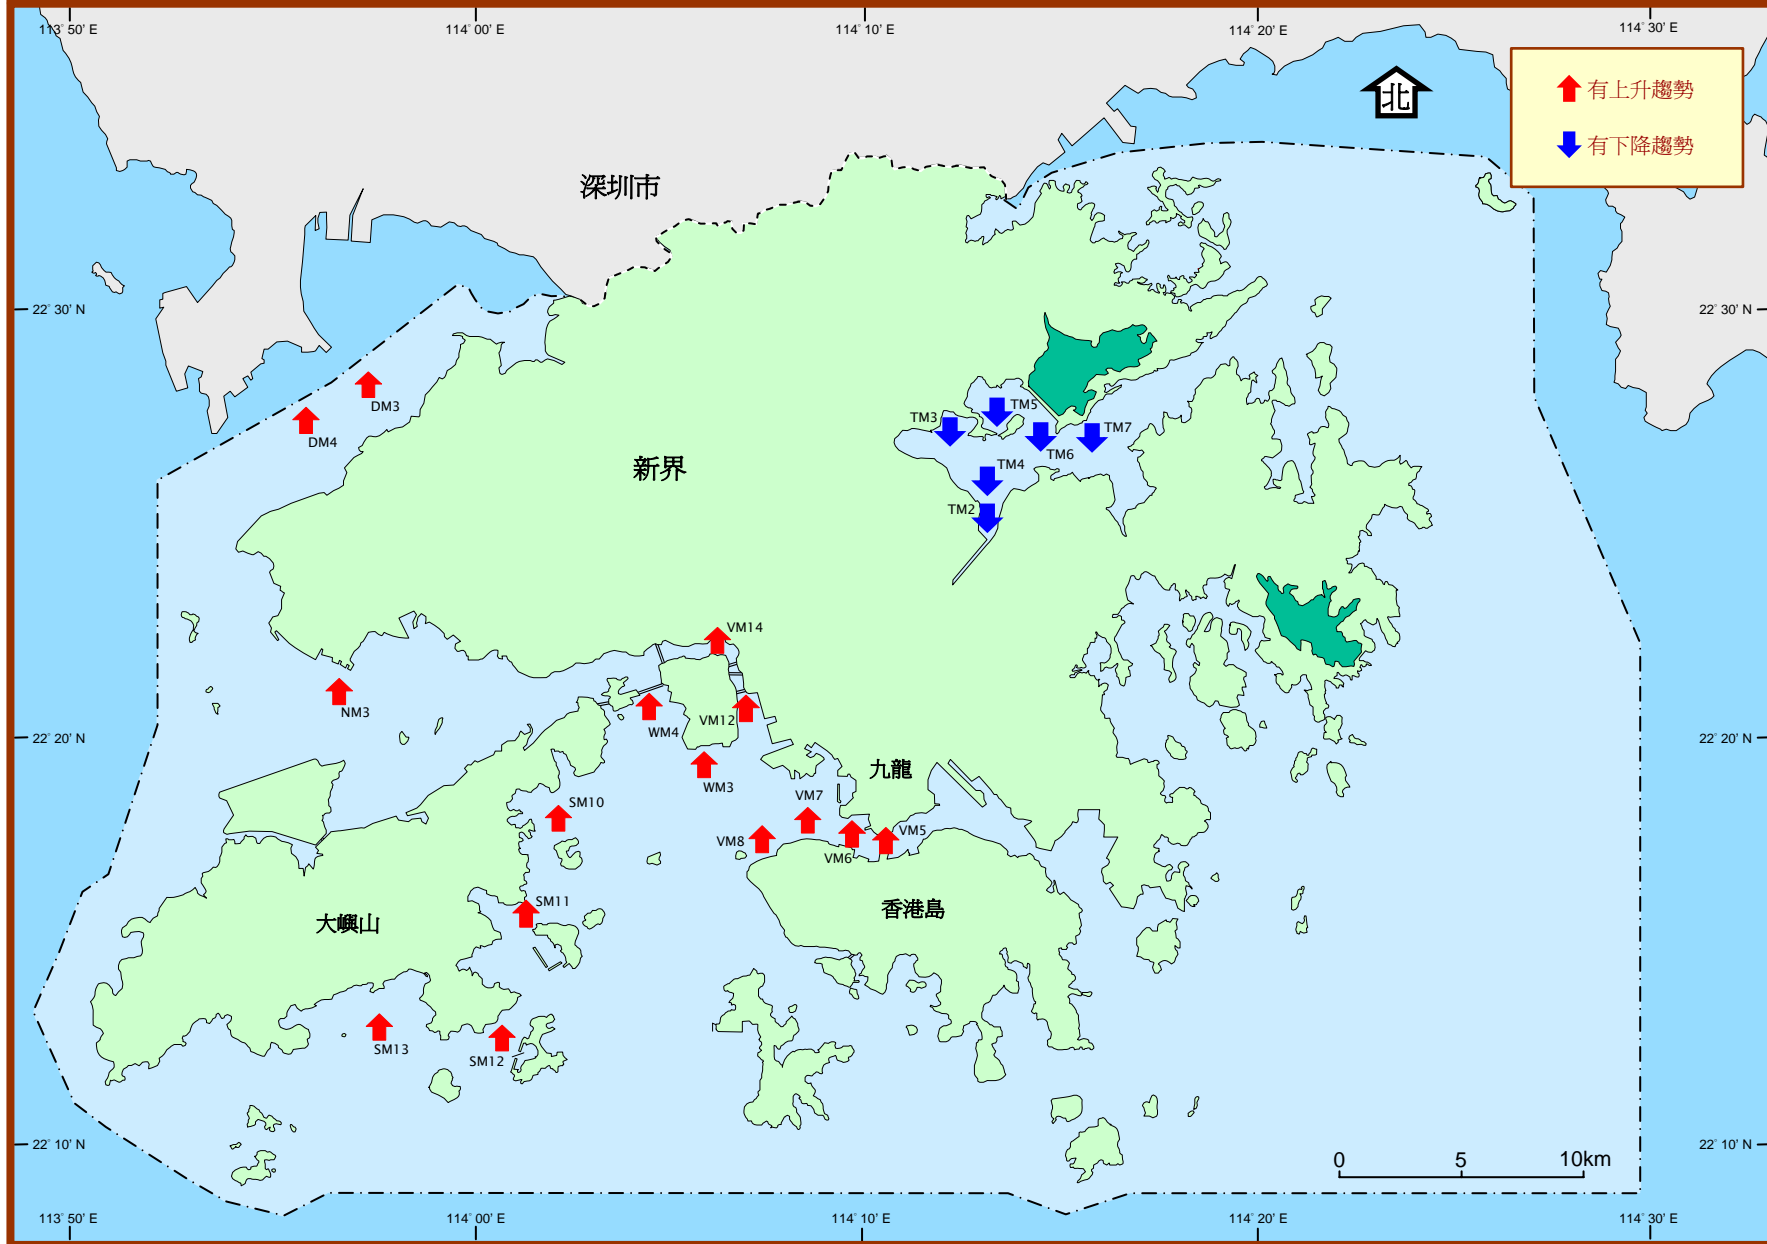 113°50' E
114°00' E
114°10' E
114°20' E
114°30' E
北
有上升趨勢
有下降趨勢
深圳市
22°30' N
22°30' N
DM3
DM4
TM3
TM5
TM7
TM6
TM4
TM2
新界
VM14
NM3
WM4
VM12
22°20' N
22°20' N
WM3
九龍
SM10
VM7
VM8
VM6
VM5
SM11
大嶼山
香港島
SM13
SM12
22°10' N
22°10' N
0 5 10km
113°50' E
114°00' E
114°10' E
114°20' E
114°30' E